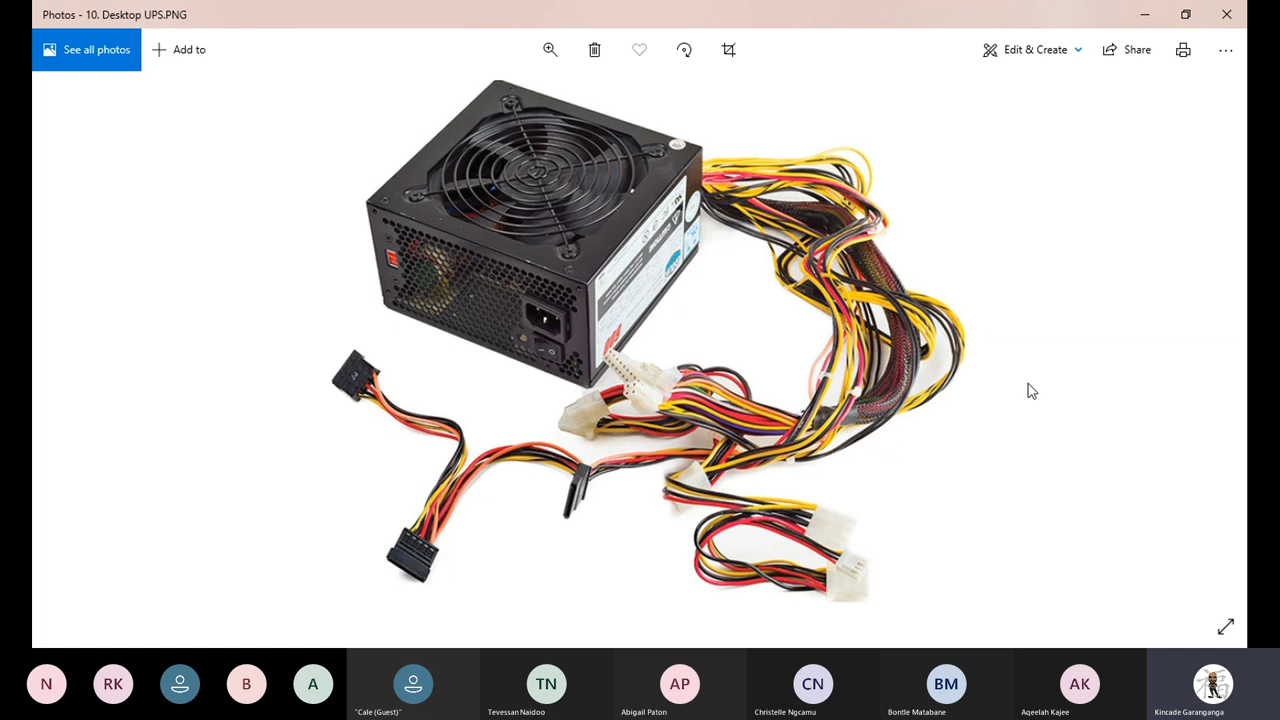 Photos - 10. Desktop UPS.PNG
See all photos
Add to
Edit & Create
Share
CAUTION!
N
RK
B
A
TN
AP
CN
BM
AK
"Cale (Guest)"
Tevessan Naidoo
Abigail Paton
Christelle Ngcamu
Bontle Matabane
Aqeelah Kajee
Kincade Garanganga